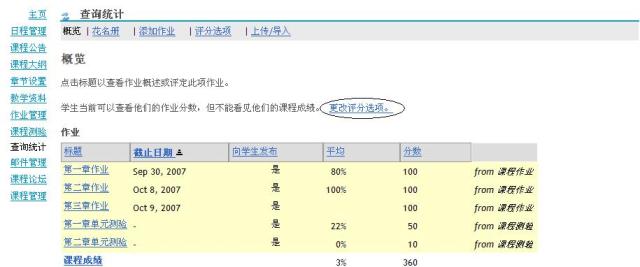 主页
日程管理
课程公告
课程大纲
章节设置
教学资料
作业管理
课程测验
查询统计
邮件管理
课程论坛
课程管理
查询统计
概览 | 花名册 | 添加作业 | 评分选项 | 上传/导入
概览
点击标题以查看作业概述或评定此项作业。
学生当前可以查看他们的作业分数，但不能看见他们的课程成绩。更改评分选项。
作业
标题 截止日期 向学生发布 平均 分数
第一章作业 Sep 30, 2007 是 80% 100 from 课程作业
第二章作业 Oct 8, 2007 是 100% 100 from 课程作业
第三章作业 Oct 9, 2007 是 100 from 课程作业
第一章单元测验 - 是 22% 50 from 课程测验
第二章单元测验 - 是 0% 10 from 课程测验
课程成绩 3% 360